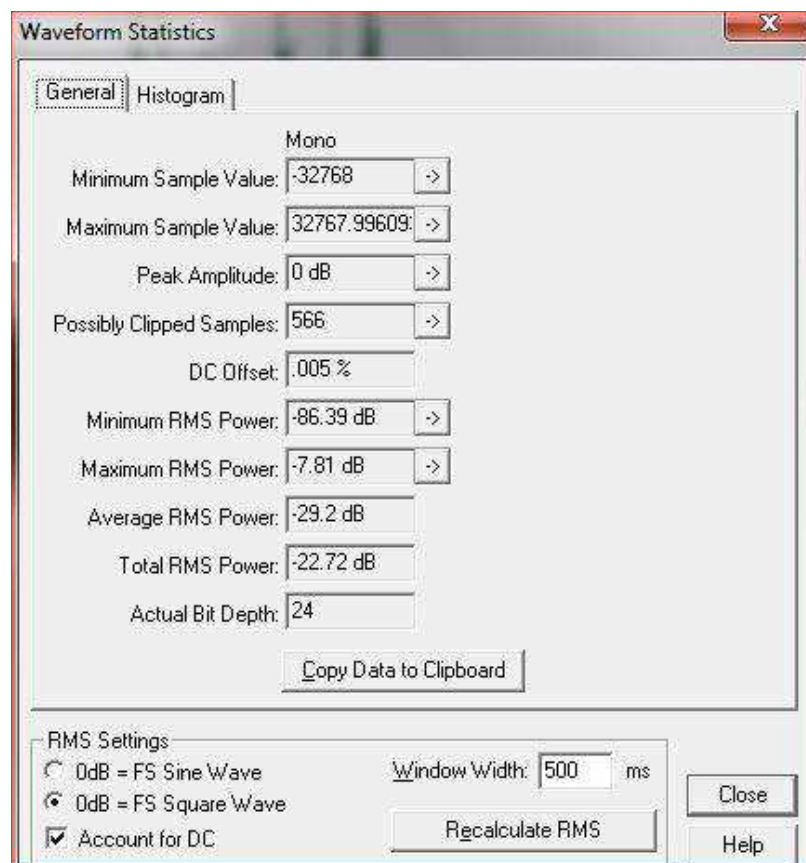 Waveform Statistics
X
General Histogram
Mono
Minimum Sample Value: -32768 ->
Maximum Sample Value: 32767.99609: ->
Peak Amplitude: 0 dB ->
Possibly Clipped Samples: 566 ->
DC Offset: .005 %
Minimum RMS Power: -86.39 dB ->
Maximum RMS Power: -7.81 dB ->
Average RMS Power: -29.2 dB
Total RMS Power: -22.72 dB
Actual Bit Depth: 24
Copy Data to Clipboard
RMS Settings
0dB = FS Sine Wave
0dB = FS Square Wave
Account for DC
Window Width: 500 ms
Recalculate RMS
Close
Help